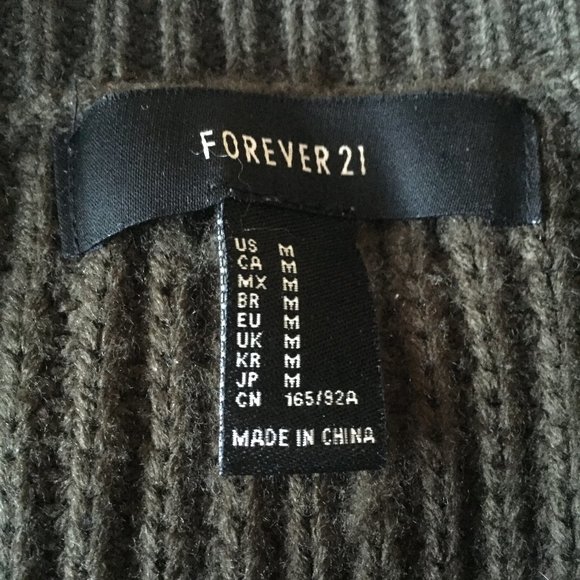 FOREVER 21
US M
CA M
MX M
BR M
EU M
UK M
KR M
JP M
CN 165/92A
MADE IN CHINA